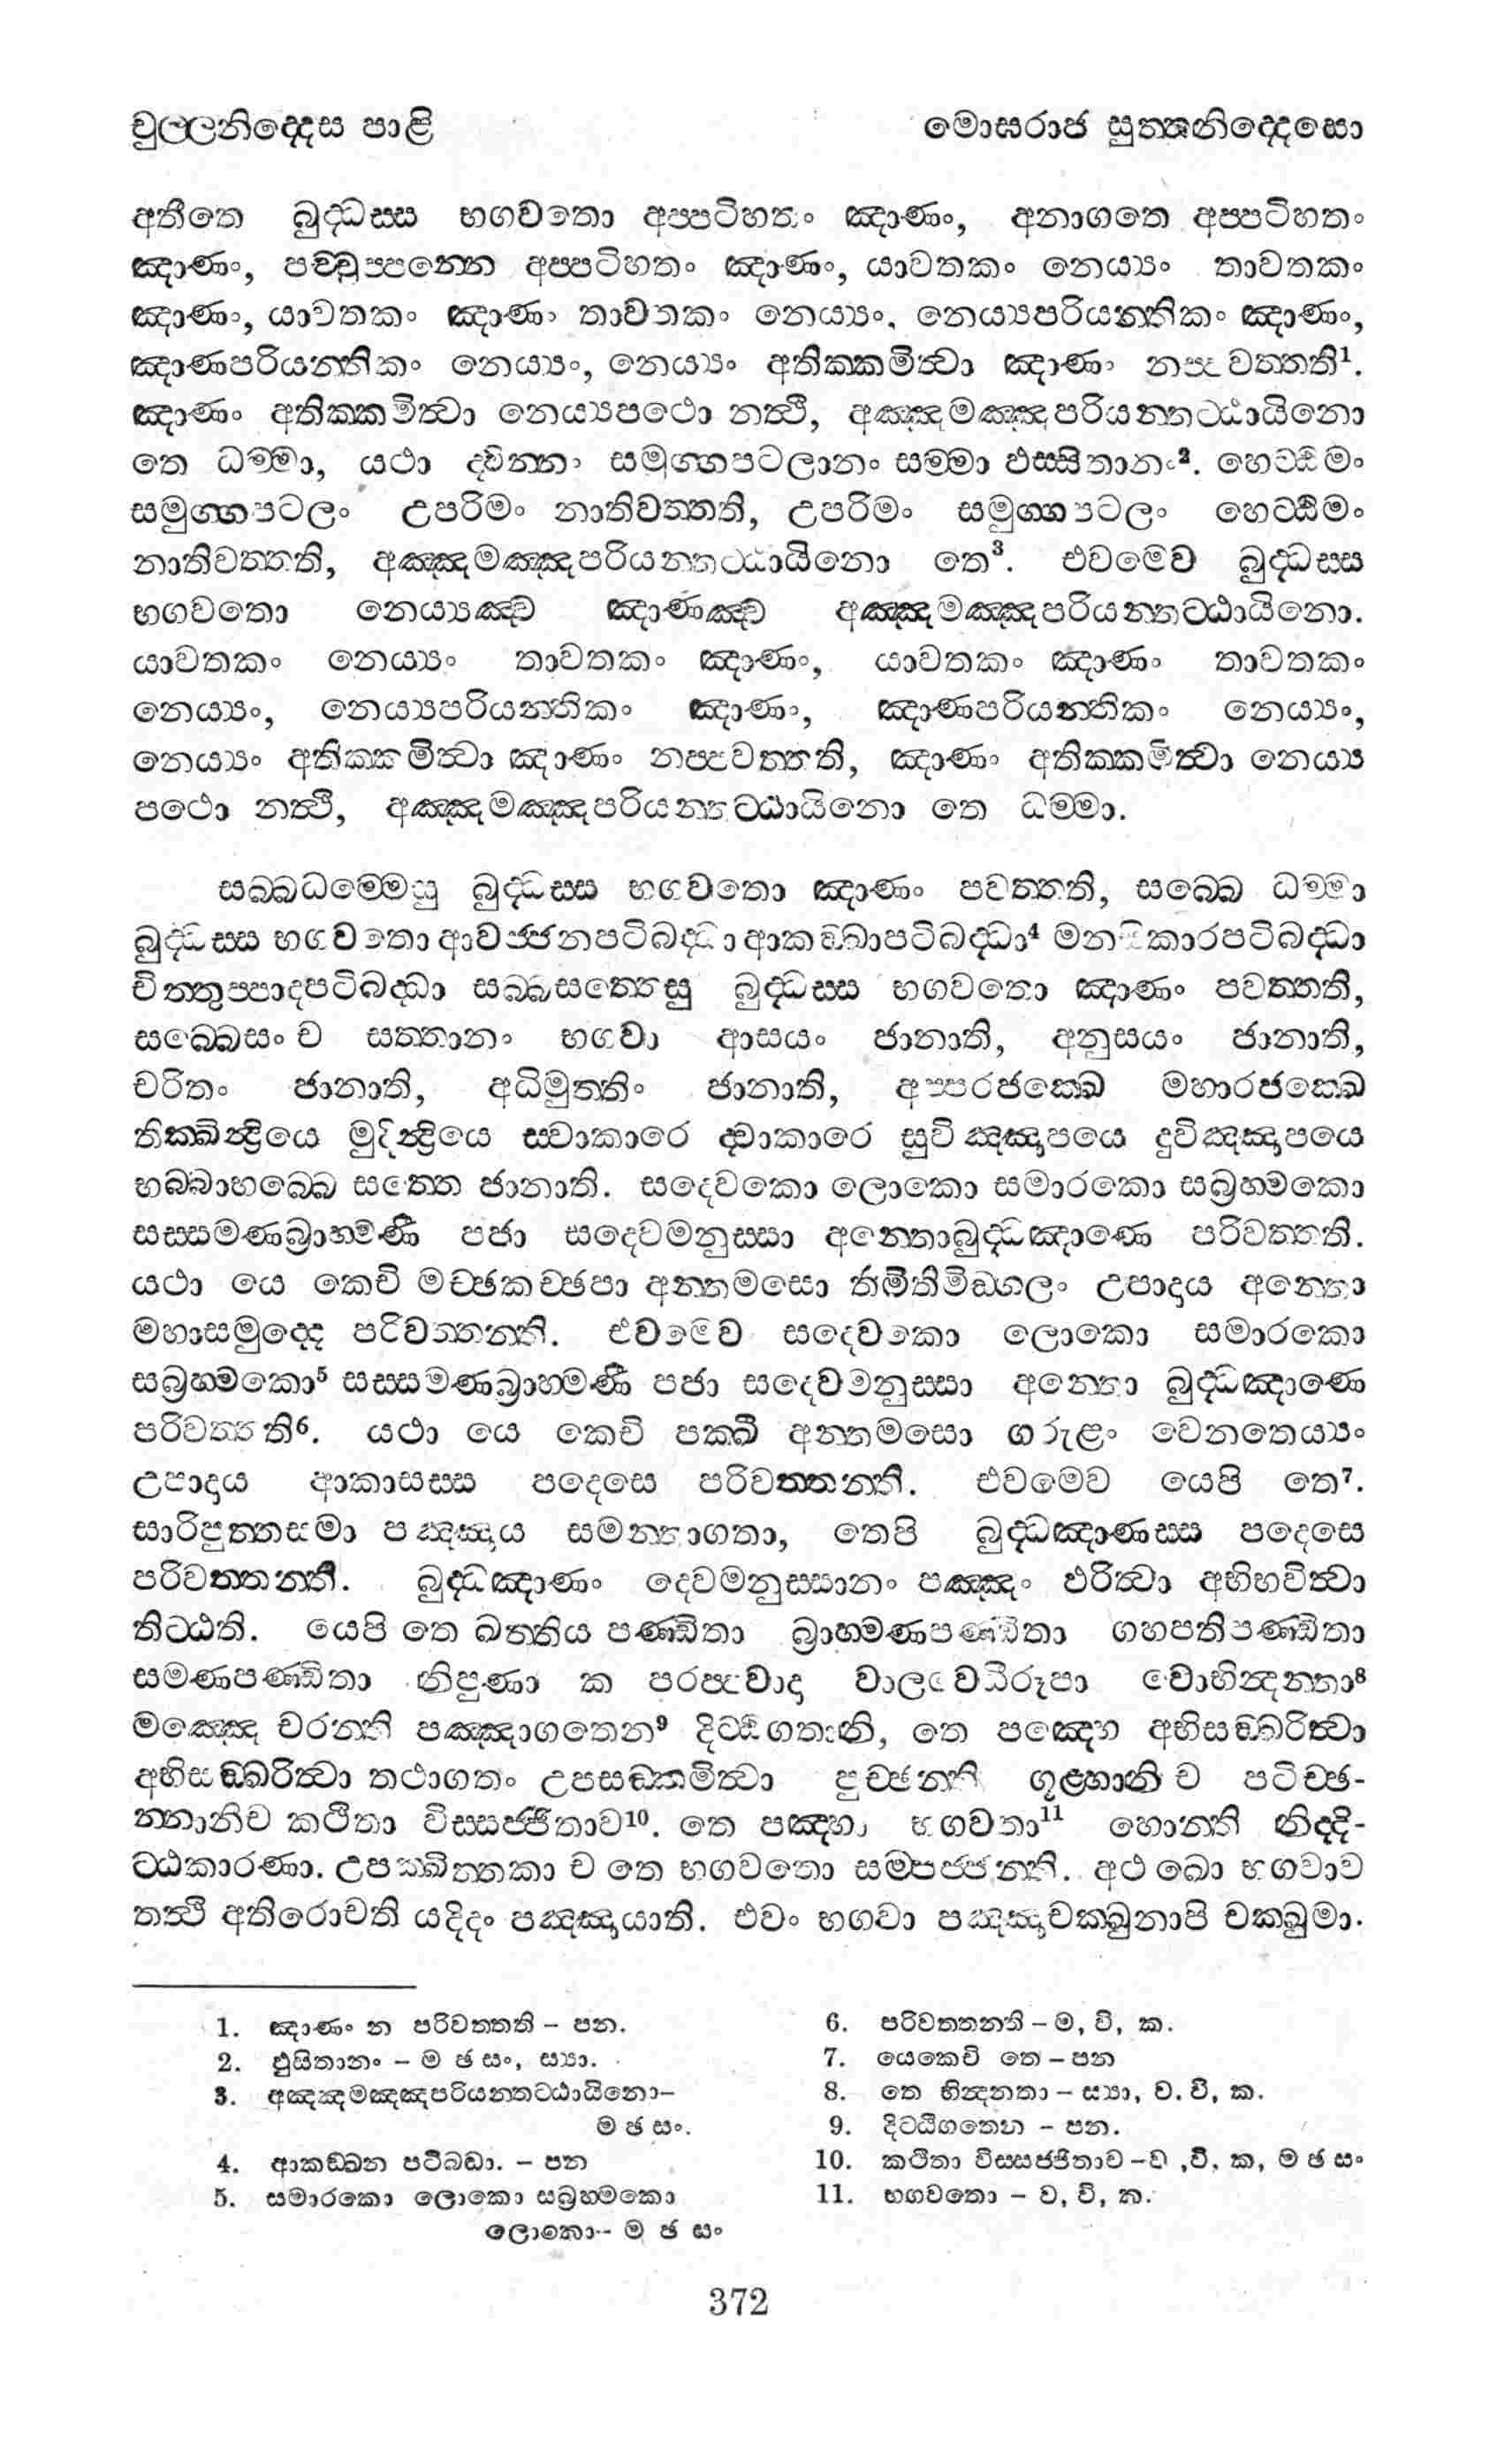 චුල්ලනිද්දෙස පාළි
මොඝරාජ සුත්තනිද්දෙසො
අතීතෙ බුද්ධස්ස භගවතො අප්පටිහතං ඤාණං, අනාගතෙ අප්පටිහතං
ඤාණං, පච්චුප්පන්නෙ අප්පටිහතං ඤාණං, යාවතකං නෙය්‍යං තාවතකං
ඤාණං, යාවතකං ඤාණං තාවතකං නෙය්‍යං, නෙය්‍යපරියන්තිකං ඤාණං,
ඤාණපරියන්තිකං නෙය්‍යං, නෙය්‍යං අතික්කමිත්වා ඤාණං නප්පවත්තති¹.
ඤාණං අතික්කමිත්වා නෙය්‍යපථො නත්ථි, අඤ්ඤමඤ්ඤපරියන්තට්ඨායිනො
තෙ ධම්මා, යථා ද්වින්නං සමුග්ගපටලානං සම්මා ඵස්සිතානං². හෙට්ඨිමං
සමුග්ගපටලං උපරිමං නාතිවත්තති, උපරිමං සමුග්ගපටලං හෙට්ඨිමං
නාතිවත්තති, අඤ්ඤමඤ්ඤපරියන්තට්ඨායිනො තෙ³. එවමෙව බුද්ධස්ස
භගවතො නෙය්‍යඤ්ච ඤාණඤ්ච අඤ්ඤමඤ්ඤපරියන්තට්ඨායිනො.
යාවතකං නෙය්‍යං තාවතකං ඤාණං, යාවතකං ඤාණං තාවතකං
නෙය්‍යං, නෙය්‍යපරියන්තිකං ඤාණං, ඤාණපරියන්තිකං නෙය්‍යං,
නෙය්‍යං අතික්කමිත්වා ඤාණං නප්පවත්තති, ඤාණං අතික්කමිත්වා නෙය්‍ය
පථො නත්ථි, අඤ්ඤමඤ්ඤපරියන්තට්ඨායිනො තෙ ධම්මා.
සබ්බධම්මෙසු බුද්ධස්ස භගවතො ඤාණං පවත්තති, සබ්බෙ ධම්මා
බුද්ධස්ස භගවතො ආවජ්ජනපටිබද්ධා ආකඞ්ඛාපටිබද්ධා⁴ මනසිකාරපටිබද්ධා
චිත්තුප්පාදපටිබද්ධා සබ්බසත්තෙසු බුද්ධස්ස භගවතො ඤාණං පවත්තති,
සබ්බෙසං ච සත්තානං භගවා ආසයං ජානාති, අනුසයං ජානාති,
චරිතං ජානාති, අධිමුත්තිං ජානාති, අප්පරජක්ඛෙ මහාරජක්ඛෙ
තික්ඛින්ද්‍රියෙ මුදින්ද්‍රියෙ ස්වාකාරෙ ද්වාකාරෙ සුවිඤ්ඤාපයෙ දුවිඤ්ඤාපයෙ
භබ්බාභබ්බෙ සත්තෙ ජානාති. සදෙවකො ලොකො සමාරකො සබ්‍රහ්මකො
සස්සමණබ්‍රාහ්මණී පජා සදෙවමනුස්සා අන්තොබුද්ධඤාණෙ පරිවත්තති.
යථා යෙ කෙචි මච්ඡකච්ඡපා අන්තමසො තිමිතිමිඞ්ගලං උපාදාය අන්තො
මහාසමුද්දෙ පරිවත්තන්ති. එවමෙව සදෙවකො ලොකො සමාරකො
සබ්‍රහ්මකො⁵ සස්සමණබ්‍රාහ්මණී පජා සදෙවමනුස්සා අන්තො බුද්ධඤාණෙ
පරිවත්තති⁶. යථා යෙ කෙචි පක්ඛී අන්තමසො ගරුළං වෙනතෙය්‍යං
උපාදාය ආකාසස්ස පදෙසෙ පරිවත්තන්ති. එවමෙව යෙපි තෙ⁷.
සාරිපුත්තසමා පඤ්ඤාය සමන්නාගතා, තෙපි බුද්ධඤාණස්ස පදෙසෙ
පරිවත්තන්ති. බුද්ධඤාණං දෙවමනුස්සානං පඤ්ඤං ඵරිත්වා අභිභවිත්වා
තිට්ඨති. යෙපි තෙ ඛත්තිය පණ්ඩිතා බ්‍රාහ්මණපණ්ඩිතා ගහපතිපණ්ඩිතා
සමණපණ්ඩිතා නිපුණා ක පරප්පවාදා වාලවෙධිරූපා වොභින්දන්තා⁸
මඤ්ඤෙ චරන්ති පඤ්ඤාගතෙන⁹ දිට්ඨිගතානි, තෙ පඤ්හෙ අභිසඞ්ඛරිත්වා
අභිසඞ්ඛරිත්වා තථාගතං උපසඞ්කමිත්වා පුච්ඡන්ති ගූළ්හානි ච පටිච්ඡ-
න්නානිච කථිතා විස්සජ්ජිතාව¹⁰. තෙ පඤ්හා භගවතා¹¹ හොන්ති නිද්දි-
ට්ඨකාරණා. උපක්ඛිත්තකා ච තෙ භගවතො සම්පජ්ජන්ති. අථ ඛො භගවාව
තත්ථි අතිරොචති යදිදං පඤ්ඤායාති. එවං භගවා පඤ්ඤාචක්ඛුනාපි චක්ඛුමා.
1. ඤාණං න පරිවත්තති – පන.
2. ඵුසිතානං – ම ඡ සං, ස්‍යා.
3. අඤ්ඤමඤ්ඤපරියන්තට්ඨායිනො–
ම ඡ සං.
4. ආකඞ්ඛන පටිබද්ධා. – පන
5. සමාරකො ලොකො සබ්‍රහ්මකො
ලොකො – ම ඡ සං
6. පරිවත්තන්ති – ම, වි, ක.
7. යෙකෙචි තෙ – පන
8. තෙ භින්දන්තා – ස්‍යා, ව. වි, ක.
9. දිට්ඨිගතෙන – පන.
10. කථිතා විස්සජ්ජිතාව – ව ,වි, ක, ම ඡ සං
11. භගවතො – ව, වි, ක.
372